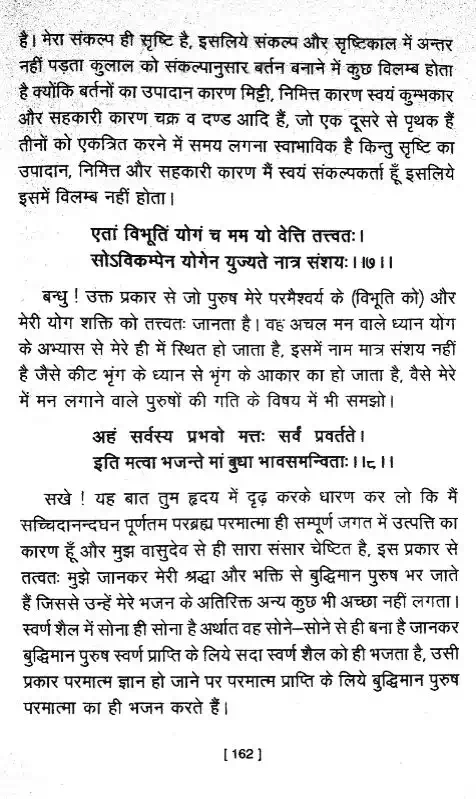 है। मेरा संकल्प ही सृष्टि है, इसलिये संकल्प और सृष्टिकाल में अन्तर
नहीं पड़ता कुलाल को संकल्पानुसार बर्तन बनाने में कुछ विलम्ब होता
है क्योंकि बर्तनों का उपादान कारण मिट्टी, निमित्त कारण स्वयं कुम्भकार
और सहकारी कारण चक्र व दण्ड आदि हैं, जो एक दूसरे से पृथक हैं
तीनों को एकत्रित करने में समय लगना स्वाभाविक है किन्तु सृष्टि का
उपादान, निमित्त और सहकारी कारण मैं स्वयं संकल्पकर्ता हूँ इसलिये
इसमें विलम्ब नहीं होता।
एतां विभूतिं योगं च मम यो वेत्ति तत्त्वतः।
सोऽविकम्पेन योगेन युज्यते नात्र संशयः।।७।।
बन्धु ! उक्त प्रकार से जो पुरुष मेरे परमैश्वर्य के (विभूति को) और
मेरी योग शक्ति को तत्त्वतः जानता है। वह अचल मन वाले ध्यान योग
के अभ्यास से मेरे ही में स्थित हो जाता है, इसमें नाम मात्र संशय नहीं
है जैसे कीट भृंग के ध्यान से भृंग के आकार का हो जाता है, वैसे मेरे
में मन लगाने वाले पुरुषों की गति के विषय में भी समझो।
अहं सर्वस्य प्रभवो मत्तः सर्वं प्रवर्तते।
इति मत्वा भजन्ते मां बुधा भावसमन्विताः।।८।।
सखे ! यह बात तुम हृदय में दृढ़ करके धारण कर लो कि मैं
सच्चिदानन्दघन पूर्णतम परब्रह्म परमात्मा ही सम्पूर्ण जगत में उत्पत्ति का
कारण हूँ और मुझ वासुदेव से ही सारा संसार चेष्टित है, इस प्रकार से
तत्वतः मुझे जानकर मेरी श्रद्धा और भक्ति से बुद्धिमान पुरुष भर जाते
हैं जिससे उन्हें मेरे भजन के अतिरिक्त अन्य कुछ भी अच्छा नहीं लगता।
स्वर्ण शैल में सोना ही सोना है अर्थात वह सोने–सोने से ही बना है जानकर
बुद्धिमान पुरुष स्वर्ण प्राप्ति के लिये सदा स्वर्ण शैल को ही भजता है, उसी
प्रकार परमात्म ज्ञान हो जाने पर परमात्म प्राप्ति के लिये बुद्धिमान पुरुष
परमात्मा का ही भजन करते हैं।
[ 162 ]